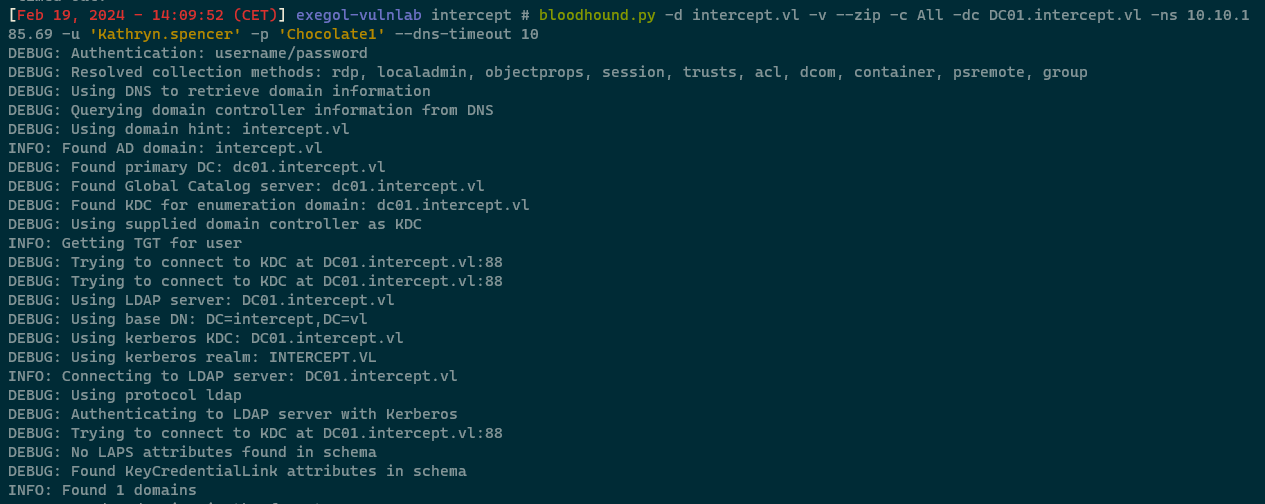 [Feb 19, 2024 - 14:09:52 (CET)] exegol-vulnlab intercept # bloodhound.py -d intercept.vl -v --zip -c All -dc DC01.intercept.vl -ns 10.10.1
85.69 -u 'Kathryn.spencer' -p 'Chocolate1' --dns-timeout 10
DEBUG: Authentication: username/password
DEBUG: Resolved collection methods: rdp, localadmin, objectprops, session, trusts, acl, dcom, container, psremote, group
DEBUG: Using DNS to retrieve domain information
DEBUG: Querying domain controller information from DNS
DEBUG: Using domain hint: intercept.vl
INFO: Found AD domain: intercept.vl
DEBUG: Found primary DC: dc01.intercept.vl
DEBUG: Found Global Catalog server: dc01.intercept.vl
DEBUG: Found KDC for enumeration domain: dc01.intercept.vl
DEBUG: Using supplied domain controller as KDC
INFO: Getting TGT for user
DEBUG: Trying to connect to KDC at DC01.intercept.vl:88
DEBUG: Trying to connect to KDC at DC01.intercept.vl:88
DEBUG: Using LDAP server: DC01.intercept.vl
DEBUG: Using base DN: DC=intercept,DC=vl
DEBUG: Using kerberos KDC: DC01.intercept.vl
DEBUG: Using kerberos realm: INTERCEPT.VL
INFO: Connecting to LDAP server: DC01.intercept.vl
DEBUG: Using protocol ldap
DEBUG: Authenticating to LDAP server with Kerberos
DEBUG: Trying to connect to KDC at DC01.intercept.vl:88
DEBUG: No LAPS attributes found in schema
DEBUG: Found KeyCredentialLink attributes in schema
INFO: Found 1 domains